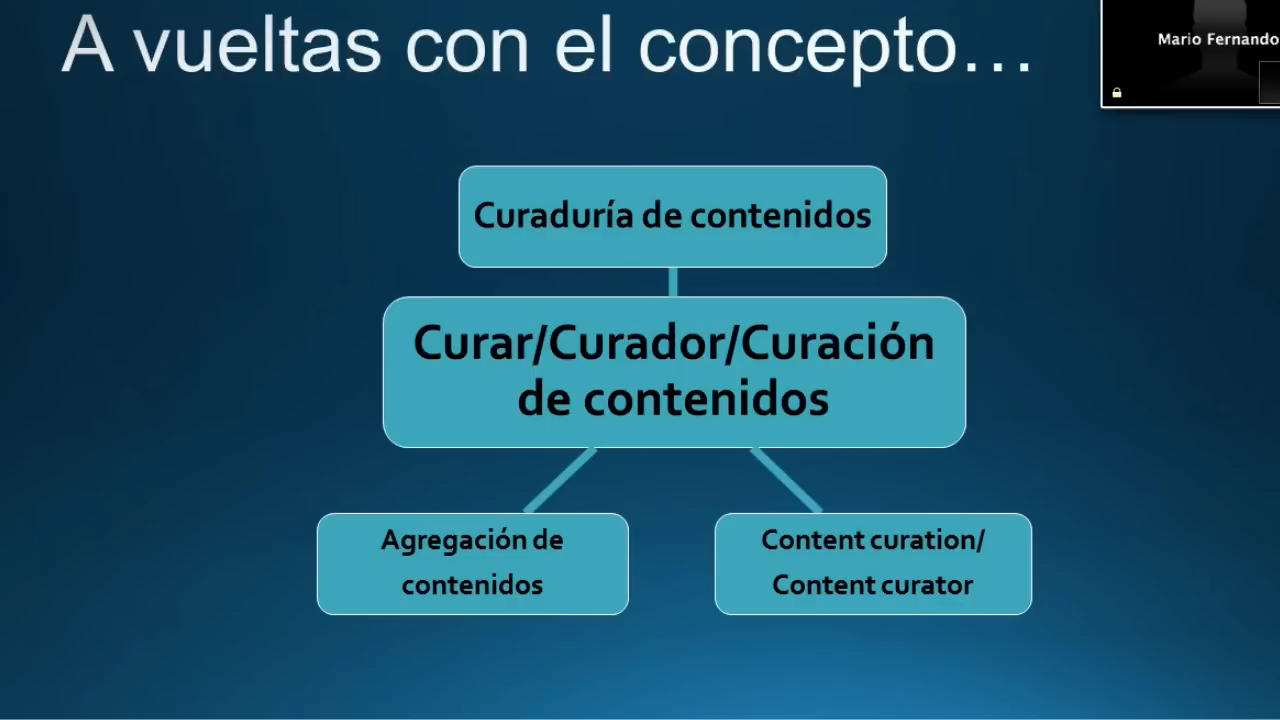 A vueltas con el concepto...
Mario Fernando
Curaduría de contenidos
Curar/Curador/Curación
de contenidos
Agregación de
contenidos
Content curation/
Content curator